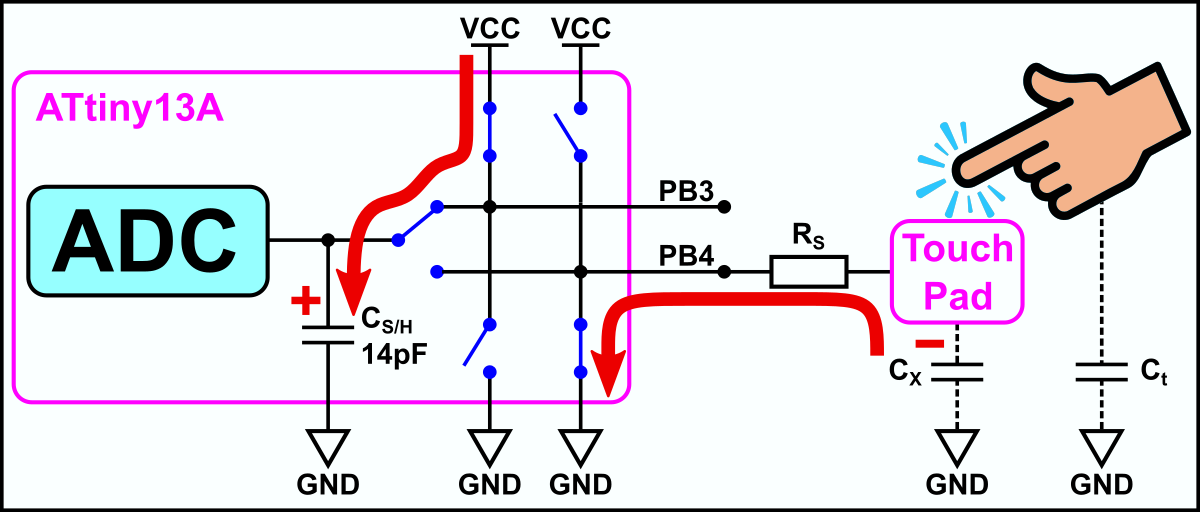 VCC VCC
ATtiny13A
ADC
PB3
PB4
RS
Touch
Pad
+
CS/H
14pF
−
CX
Ct
GND GND GND GND GND